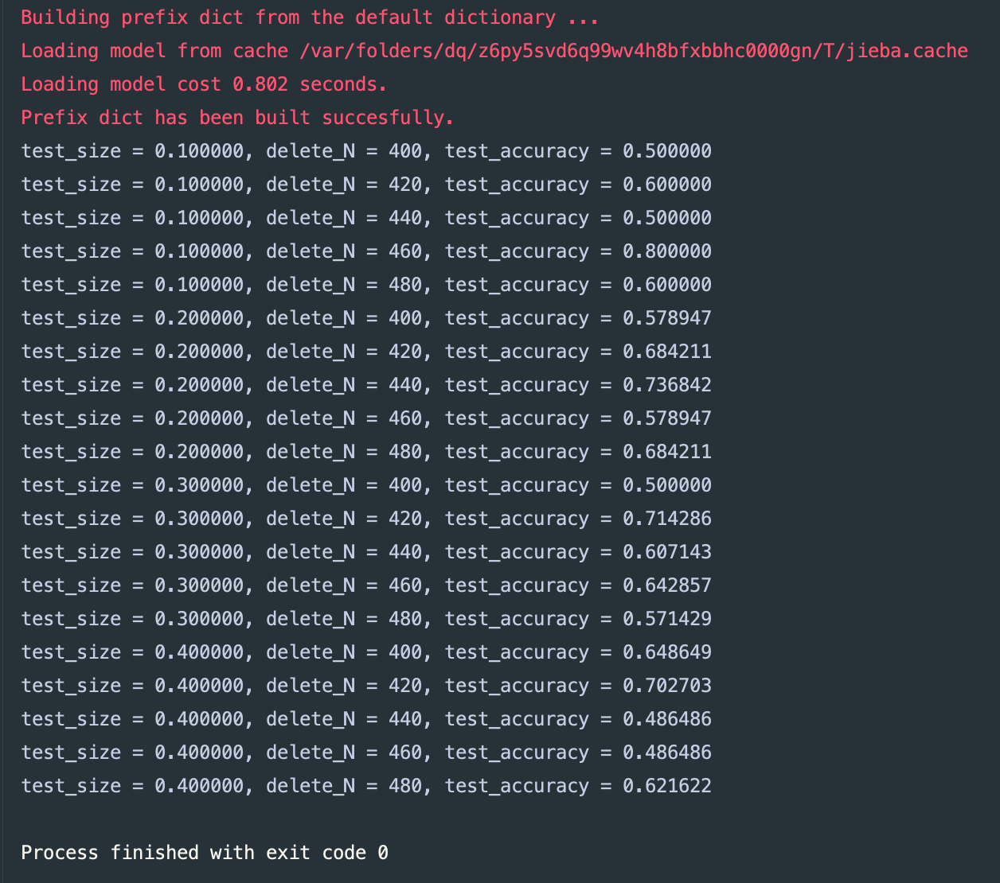 Building prefix dict from the default dictionary ...
Loading model from cache /var/folders/dq/z6py5svd6q99wv4h8bfxbbhc0000gn/T/jieba.cache
Loading model cost 0.802 seconds.
Prefix dict has been built succesfully.
test_size = 0.100000, delete_N = 400, test_accuracy = 0.500000
test_size = 0.100000, delete_N = 420, test_accuracy = 0.600000
test_size = 0.100000, delete_N = 440, test_accuracy = 0.500000
test_size = 0.100000, delete_N = 460, test_accuracy = 0.800000
test_size = 0.100000, delete_N = 480, test_accuracy = 0.600000
test_size = 0.200000, delete_N = 400, test_accuracy = 0.578947
test_size = 0.200000, delete_N = 420, test_accuracy = 0.684211
test_size = 0.200000, delete_N = 440, test_accuracy = 0.736842
test_size = 0.200000, delete_N = 460, test_accuracy = 0.578947
test_size = 0.200000, delete_N = 480, test_accuracy = 0.684211
test_size = 0.300000, delete_N = 400, test_accuracy = 0.500000
test_size = 0.300000, delete_N = 420, test_accuracy = 0.714286
test_size = 0.300000, delete_N = 440, test_accuracy = 0.607143
test_size = 0.300000, delete_N = 460, test_accuracy = 0.642857
test_size = 0.300000, delete_N = 480, test_accuracy = 0.571429
test_size = 0.400000, delete_N = 400, test_accuracy = 0.648649
test_size = 0.400000, delete_N = 420, test_accuracy = 0.702703
test_size = 0.400000, delete_N = 440, test_accuracy = 0.486486
test_size = 0.400000, delete_N = 460, test_accuracy = 0.486486
test_size = 0.400000, delete_N = 480, test_accuracy = 0.621622
Process finished with exit code 0